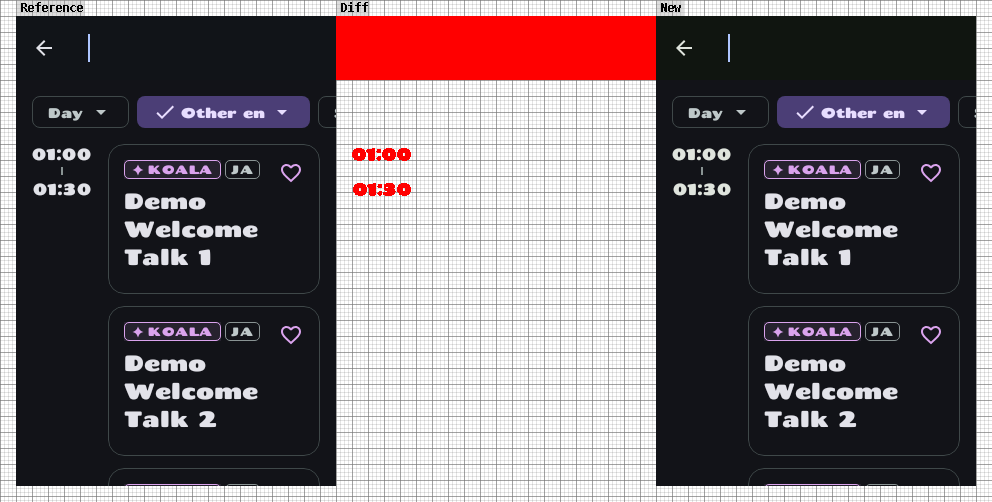 Reference Diff New
Day Other en
01:00
01:30
KOALA JA
Demo
Welcome
Talk 1
KOALA JA
Demo
Welcome
Talk 2
01:00
01:30
Day Other en
01:00
01:30
KOALA JA
Demo
Welcome
Talk 1
KOALA JA
Demo
Welcome
Talk 2